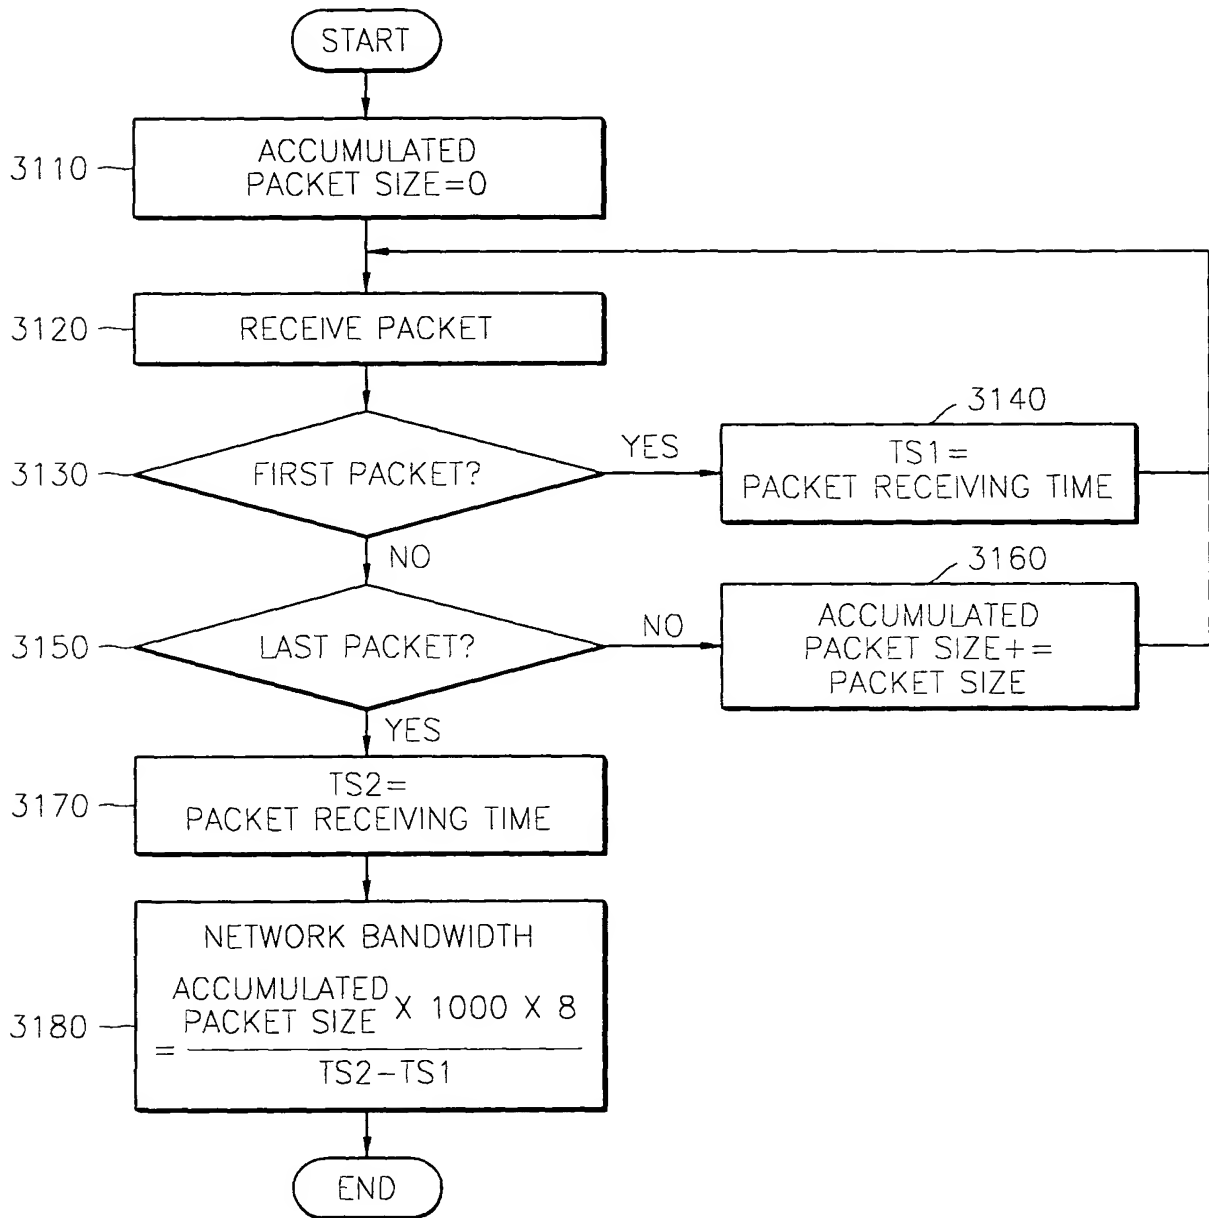 START
3110
ACCUMULATED
PACKET SIZE=0
3120
RECEIVE PACKET
3130
FIRST PACKET?
YES
3140
TS1=
PACKET RECEIVING TIME
NO
3150
LAST PACKET?
NO
3160
ACCUMULATED
PACKET SIZE+=
PACKET SIZE
YES
3170
TS2=
PACKET RECEIVING TIME
3180
NETWORK BANDWIDTH
ACCUMULATED
PACKET SIZE X 1000 X 8
=
TS2-TS1
END